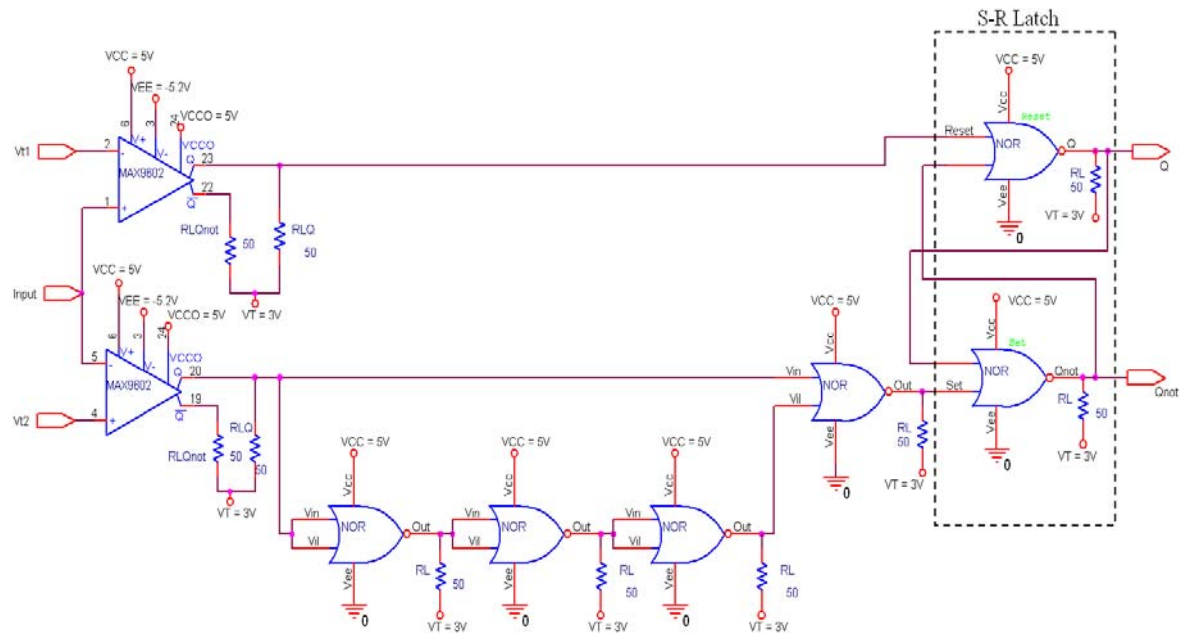 S-R Latch
VCC = 5V
VEE = -5.2V
VCCO = 5V
6
3
24
V+
V-
VCCO
Vt1
2
-
MAX9602
Q
23
Q
22
1
+
RLQnot
50
RLQ
50
VT = 3V
VCC = 5V
Vcc
Reset
Reset
NOR
Q
Q
RL
50
Vee
VT = 3V
0
Input
VCC = 5V
VEE = -5.2V
VCCO = 5V
6
3
24
V+
V-
VCCO
5
-
MAX9602
Q
20
Q
19
Vt2
4
+
RLQnot
50
RLQ
50
VT = 3V
VCC = 5V
Vcc
Vin
Vil
NOR
Out
RL
50
Vee
VT = 3V
0
VCC = 5V
Vcc
Set
Set
NOR
Qnot
Qnot
RL
50
Vee
VT = 3V
0
VCC = 5V
Vcc
Vin
Vil
NOR
Out
RL
50
Vee
VT = 3V
0
VCC = 5V
Vcc
Vin
Vil
NOR
Out
RL
50
Vee
VT = 3V
0
VCC = 5V
Vcc
Vin
Vil
NOR
Out
RL
50
Vee
VT = 3V
0